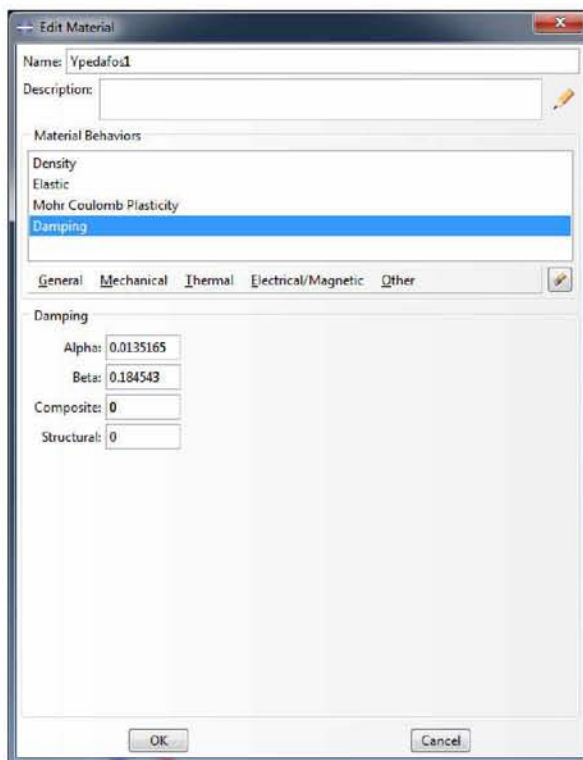 Edit Material
Name: Ypedafos1
Description:
Material Behaviors
Density
Elastic
Mohr Coulomb Plasticity
Damping
General Mechanical Thermal Electrical/Magnetic Other
Damping
Alpha: 0.0135165
Beta: 0.184543
Composite: 0
Structural: 0
OK Cancel